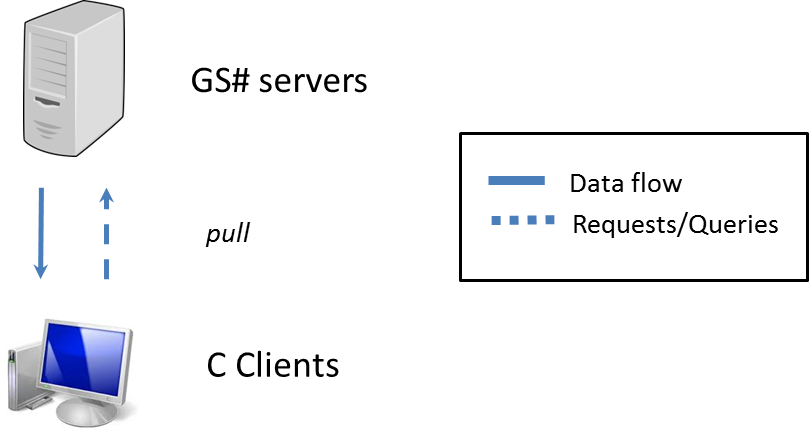 GS# servers
Data flow
Requests/Queries
pull
C Clients